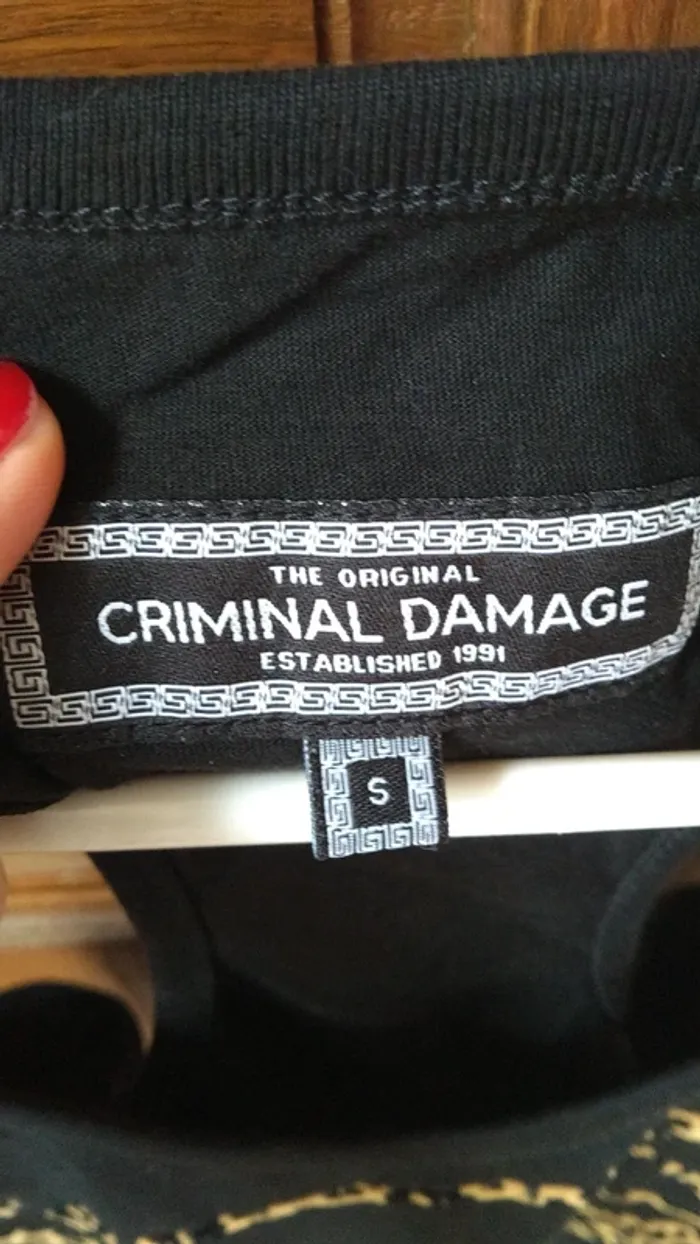 THE ORIGINAL
CRIMINAL DAMAGE
ESTABLISHED 1991
S